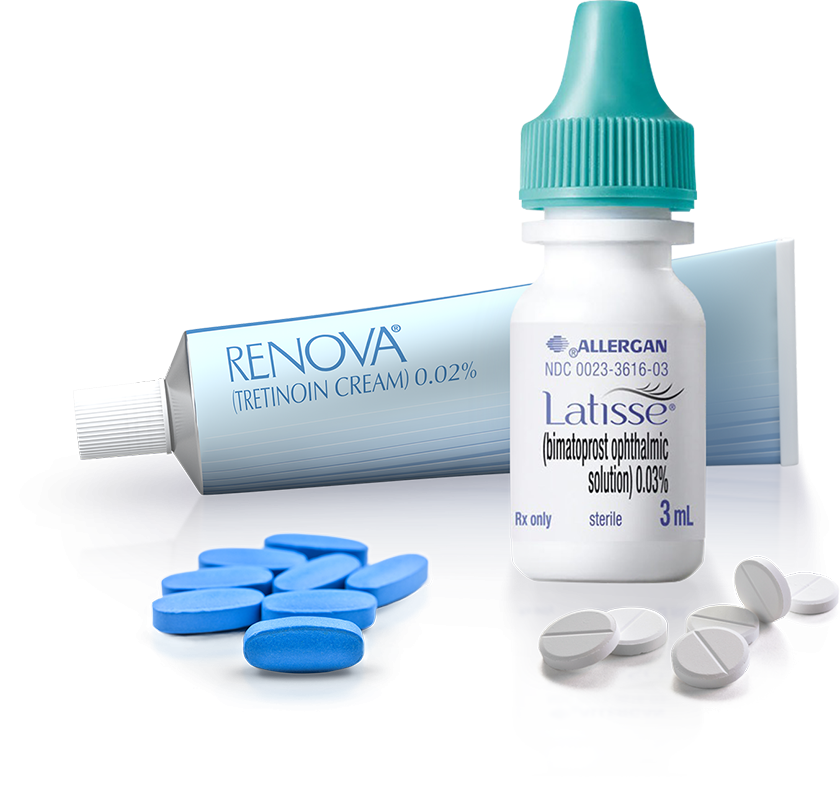 RENOVA®
(TRETINOIN CREAM) 0.02%
®ALLERGAN
NDC 0023-3616-03
Latisse®
(bimatoprost ophthalmic
solution) 0.03%
Rx only sterile 3 mL